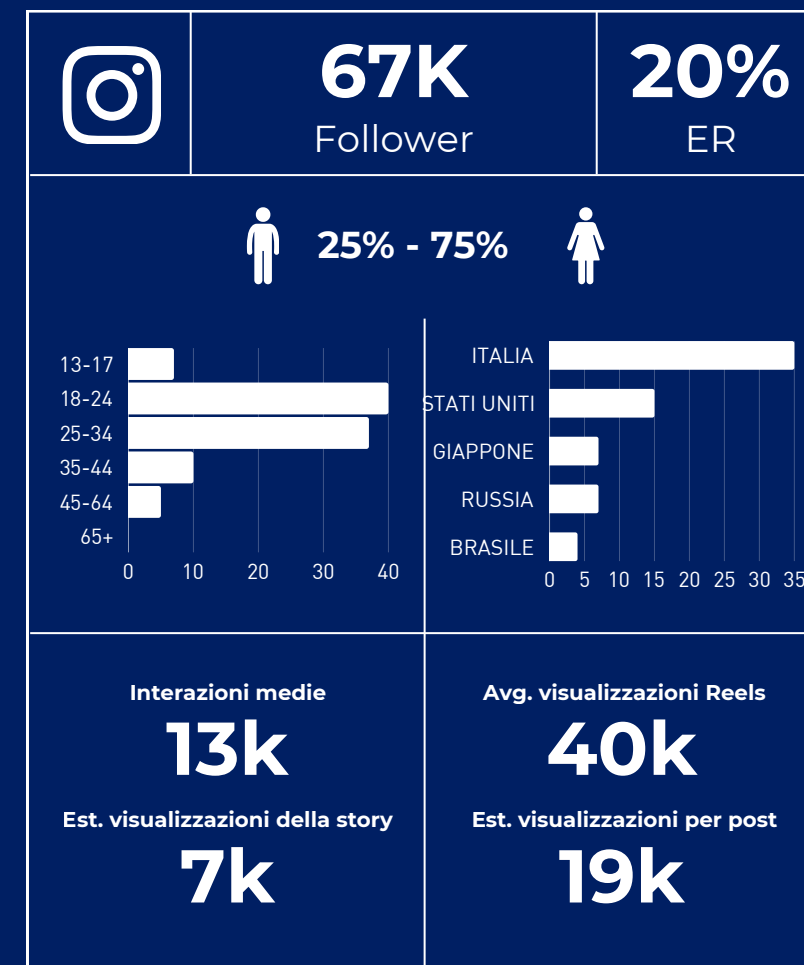 67K
Follower
20%
ER
25% - 75%
13-17
18-24
25-34
35-44
45-64
65+
0 10 20 30 40
ITALIA
STATI UNITI
GIAPPONE
RUSSIA
BRASILE
0 5 10 15 20 25 30 35
Interazioni medie
13k
Est. visualizzazioni della story
7k
Avg. visualizzazioni Reels
40k
Est. visualizzazioni per post
19k